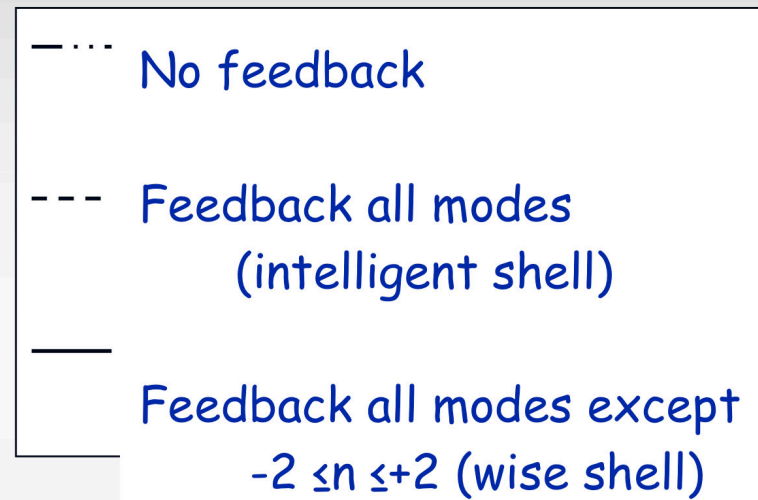 No feedback
Feedback all modes
(intelligent shell)
Feedback all modes except
-2 ≤n ≤+2 (wise shell)